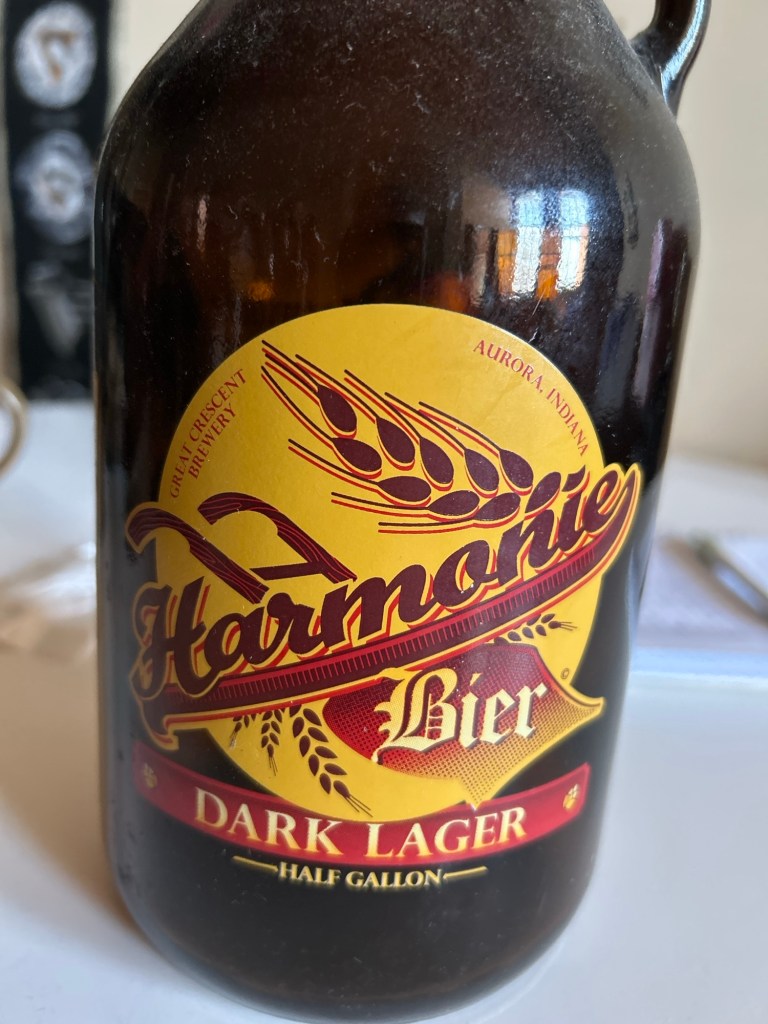 GREAT CRESCENT
BREWERY
AURORA, INDIANA
Harmonie
Bier
©
DARK LAGER
HALF GALLON